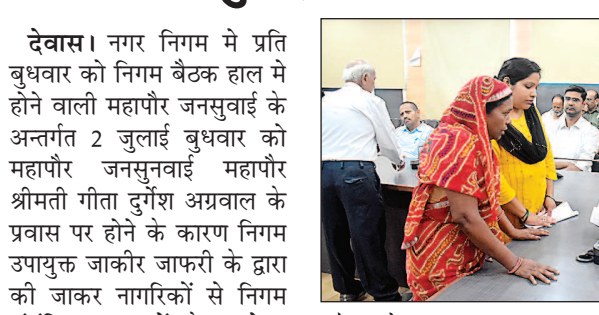 देवास। नगर निगम मे प्रति
बुधवार को निगम बैठक हाल मे
होने वाली महापौर जनसुवाई के
अन्तर्गत 2 जुलाई बुधवार को
महापौर जनसुनवाई महापौर
श्रीमती गीता दुर्गेश अग्रवाल के
प्रवास पर होने के कारण निगम
उपायुक्त जाकीर जाफरी के द्वारा
की जाकर नागरिकों से निगम